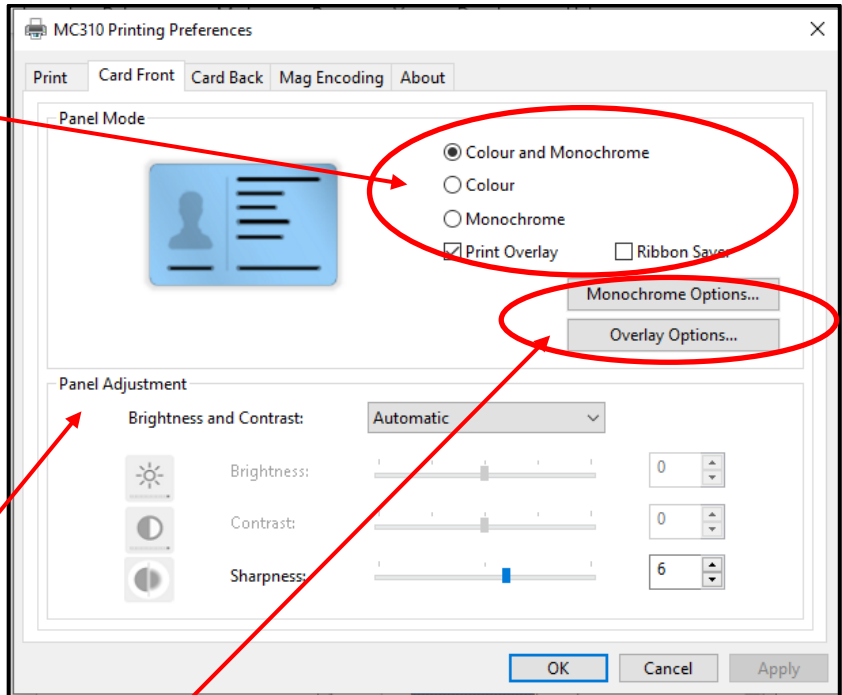 MC310 Printing Preferences
Print Card Front Card Back Mag Encoding About
Panel Mode
Colour and Monochrome
Colour
Monochrome
Print Overlay Ribbon Saver
Monochrome Options...
Overlay Options...
Panel Adjustment
Brightness and Contrast: Automatic
Brightness: 0
Contrast: 0
Sharpness: 6
OK Cancel Apply